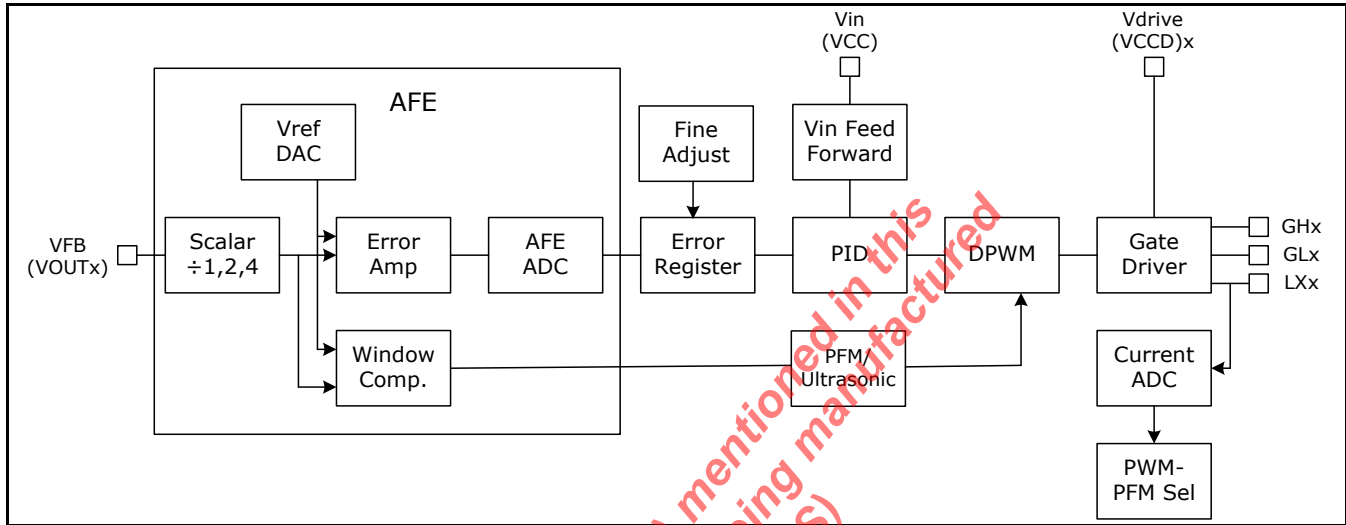 Vin
(VCC)
Vdrive
(VCCD)x
AFE
Vref
DAC
Fine
Adjust
Vin Feed
Forward
VFB
(VOUTx)
Scalar
÷1,2,4
Error
Amp
AFE
ADC
Error
Register
PID
DPWM
Gate
Driver
GHx
GLx
LXx
Window
Comp.
PFM/
Ultrasonic
Current
ADC
PWM-
PFM Sel
mentioned in this
ing manufactured
S)